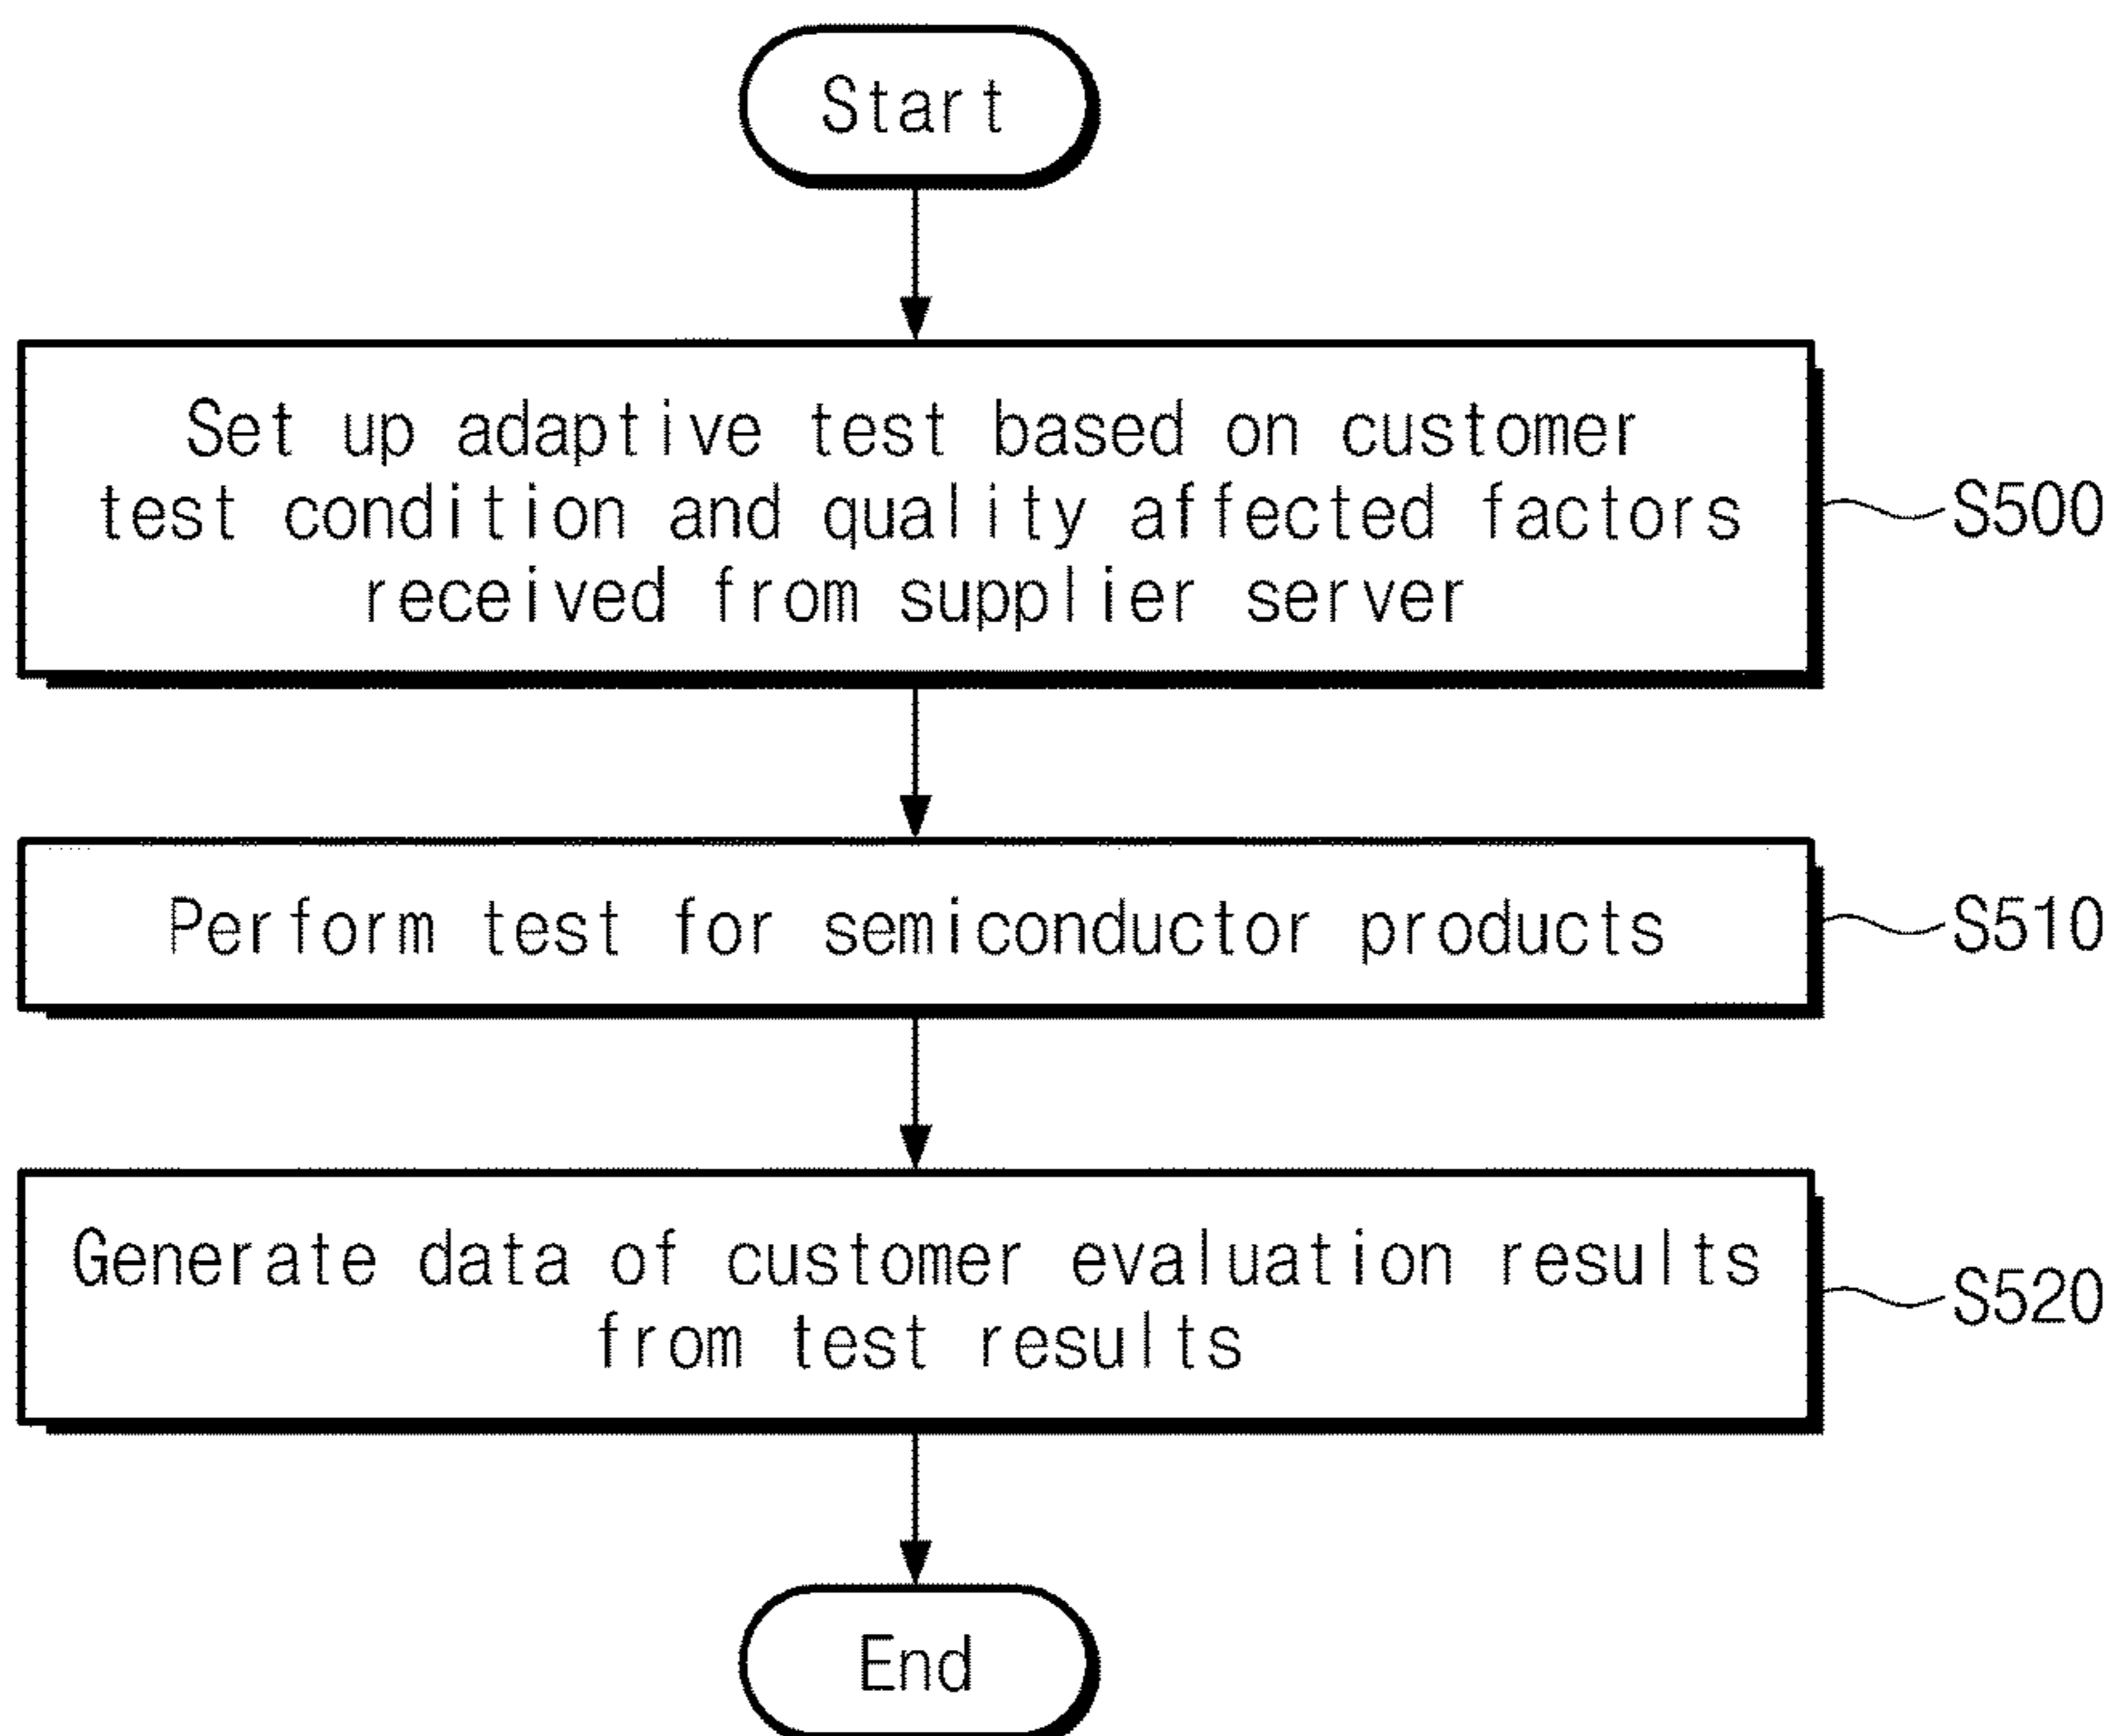 Start
Set up adaptive test based on customer
test condition and quality affected factors
received from supplier server
S500
Perform test for semiconductor products
S510
Generate data of customer evaluation results
from test results
S520
End